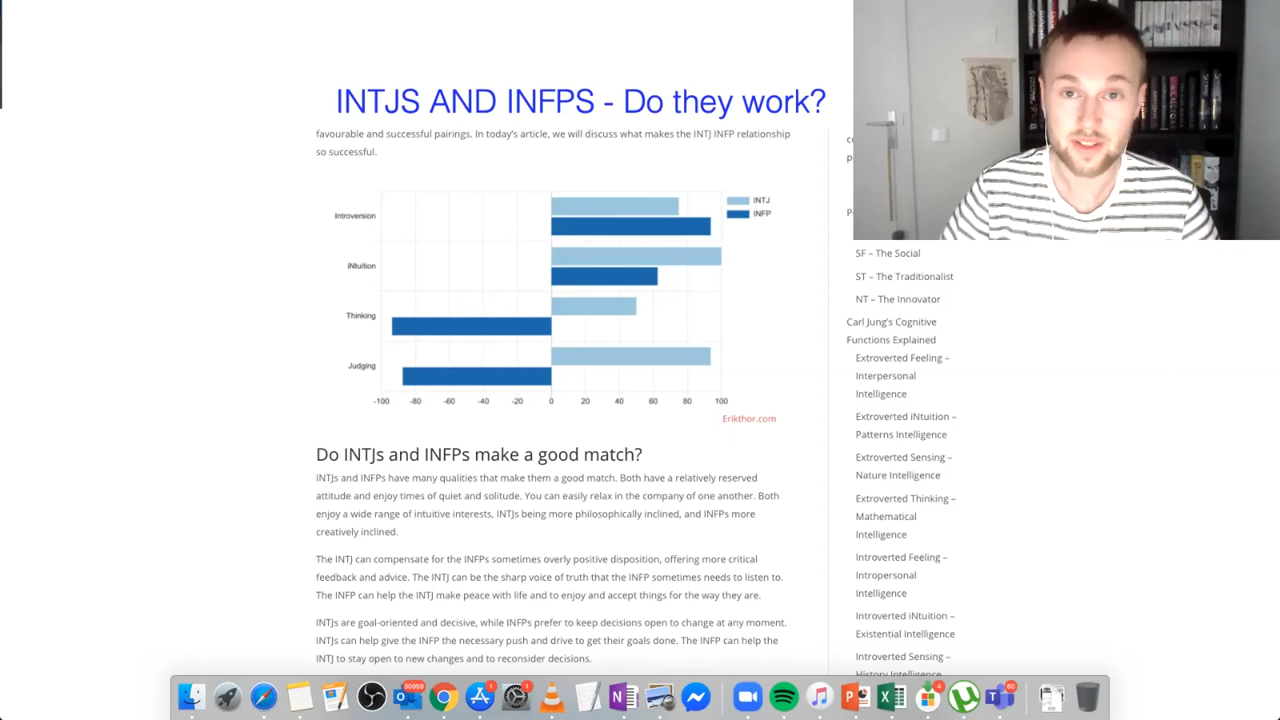 INTJS AND INFPS - Do they work?
favourable and successful pairings. In today's article, we will discuss what makes the INTJ INFP relationship
so successful.
INTJ
INFP
Introversion
iNtuition
Thinking
Judging
-100 -80 -60 -40 -20 0 20 40 60 80 100
Erikthor.com
Do INTJs and INFPs make a good match?
INTJs and INFPs have many qualities that make them a good match. Both have a relatively reserved
attitude and enjoy times of quiet and solitude. You can easily relax in the company of one another. Both
enjoy a wide range of intuitive interests, INTJs being more philosophically inclined, and INFPs more
creatively inclined.
The INTJ can compensate for the INFPs sometimes overly positive disposition, offering more critical
feedback and advice. The INTJ can be the sharp voice of truth that the INFP sometimes needs to listen to.
The INFP can help the INTJ make peace with life and to enjoy and accept things for the way they are.
INTJs are goal-oriented and decisive, while INFPs prefer to keep decisions open to change at any moment.
INTJs can help give the INFP the necessary push and drive to get their goals done. The INFP can help the
INTJ to stay open to new changes and to reconsider decisions.
SF – The Social
ST – The Traditionalist
NT – The Innovator
Carl Jung's Cognitive
Functions Explained
Extroverted Feeling –
Interpersonal
Intelligence
Extroverted iNtuition –
Patterns Intelligence
Extroverted Sensing –
Nature Intelligence
Extroverted Thinking –
Mathematical
Intelligence
Introverted Feeling –
Intropersonal
Intelligence
Introverted iNtuition –
Existential Intelligence
Introverted Sensing –
History Intelligence
30959
1
1
4
60
PDF